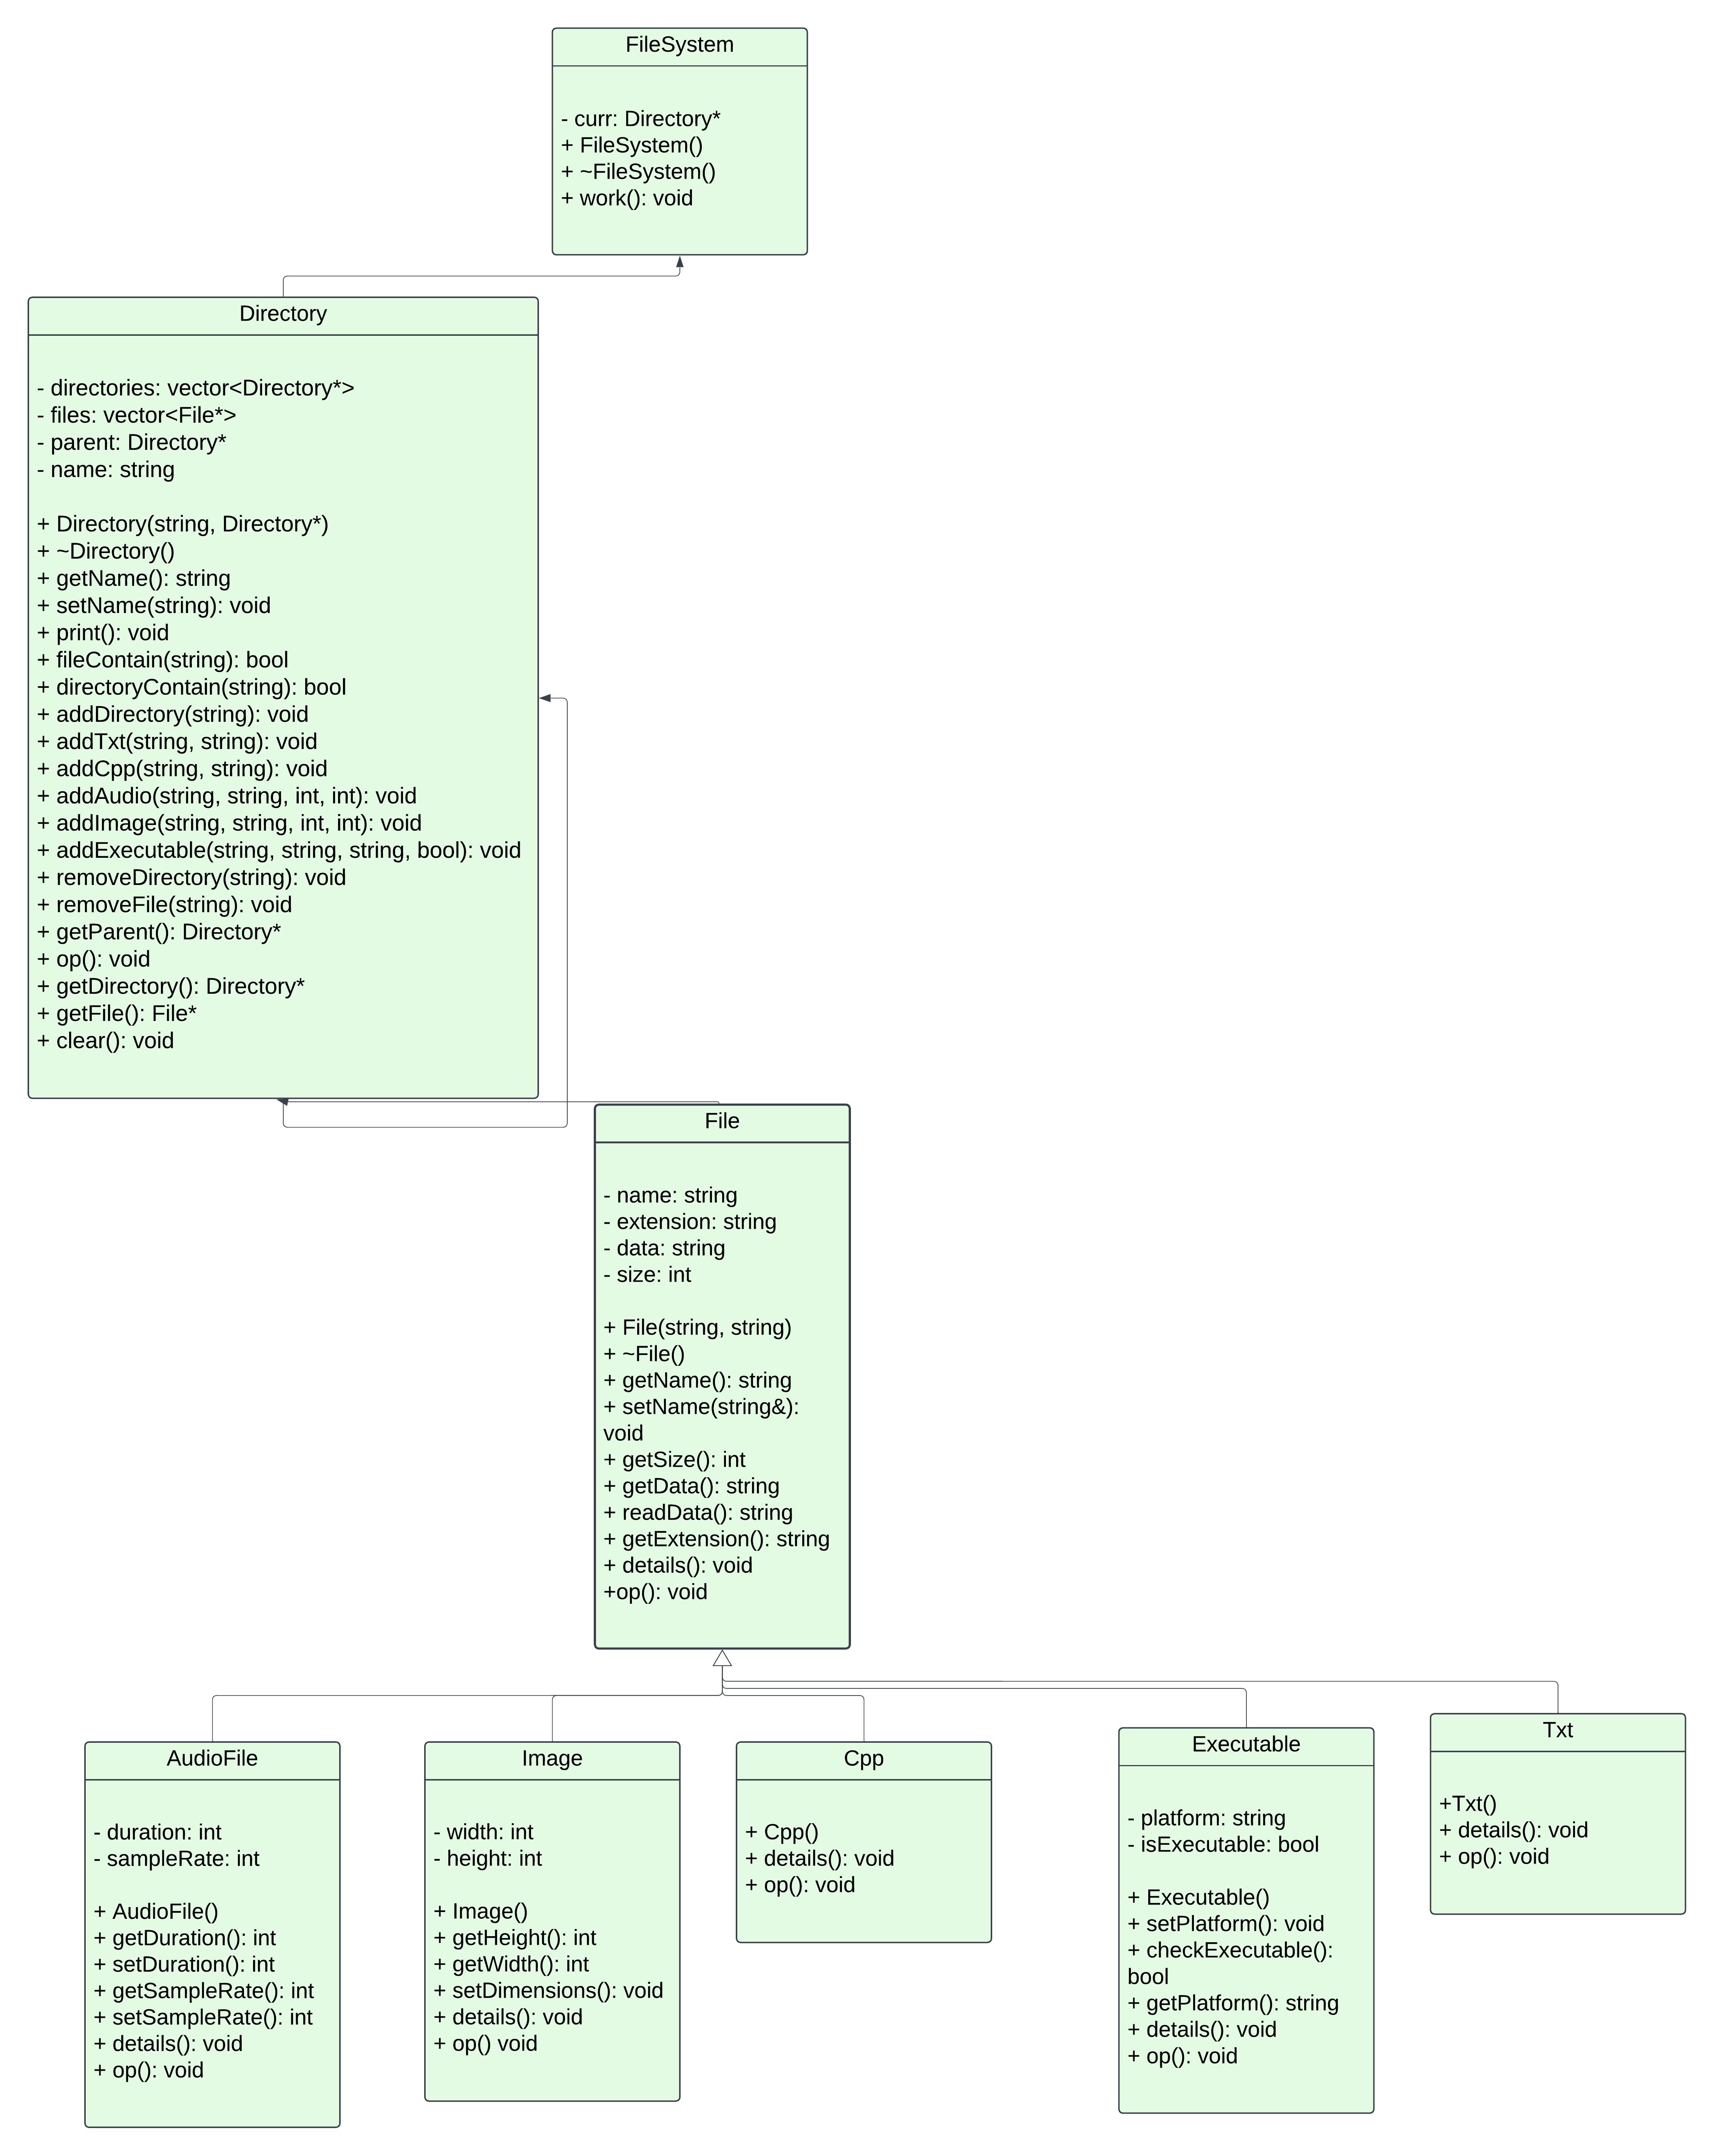 FileSystem
- curr: Directory*
+ FileSystem()
+ ~FileSystem()
+ work(): void
Directory
- directories: vector<Directory*>
- files: vector<File*>
- parent: Directory*
- name: string
+ Directory(string, Directory*)
+ ~Directory()
+ getName(): string
+ setName(string): void
+ print(): void
+ fileContain(string): bool
+ directoryContain(string): bool
+ addDirectory(string): void
+ addTxt(string, string): void
+ addCpp(string, string): void
+ addAudio(string, string, int, int): void
+ addImage(string, string, int, int): void
+ addExecutable(string, string, string, bool): void
+ removeDirectory(string): void
+ removeFile(string): void
+ getParent(): Directory*
+ op(): void
+ getDirectory(): Directory*
+ getFile(): File*
+ clear(): void
File
- name: string
- extension: string
- data: string
- size: int
+ File(string, string)
+ ~File()
+ getName(): string
+ setName(string&):
void
+ getSize(): int
+ getData(): string
+ readData(): string
+ getExtension(): string
+ details(): void
+op(): void
AudioFile
- duration: int
- sampleRate: int
+ AudioFile()
+ getDuration(): int
+ setDuration(): int
+ getSampleRate(): int
+ setSampleRate(): int
+ details(): void
+ op(): void
Image
- width: int
- height: int
+ Image()
+ getHeight(): int
+ getWidth(): int
+ setDimensions(): void
+ details(): void
+ op() void
Cpp
+ Cpp()
+ details(): void
+ op(): void
Executable
- platform: string
- isExecutable: bool
+ Executable()
+ setPlatform(): void
+ checkExecutable():
bool
+ getPlatform(): string
+ details(): void
+ op(): void
Txt
+Txt()
+ details(): void
+ op(): void